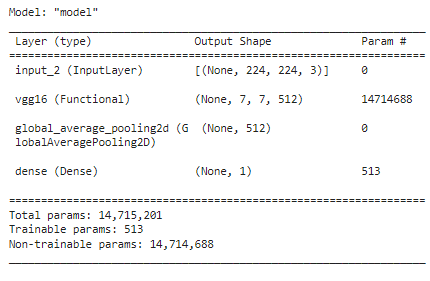 Model: "model"
_________________________________________________________________
Layer (type) Output Shape Param #
=================================================================
input_2 (InputLayer) [(None, 224, 224, 3)] 0
vgg16 (Functional) (None, 7, 7, 512) 14714688
global_average_pooling2d (G (None, 512) 0
lobalAveragePooling2D)
dense (Dense) (None, 1) 513
=================================================================
Total params: 14,715,201
Trainable params: 513
Non-trainable params: 14,714,688
_________________________________________________________________